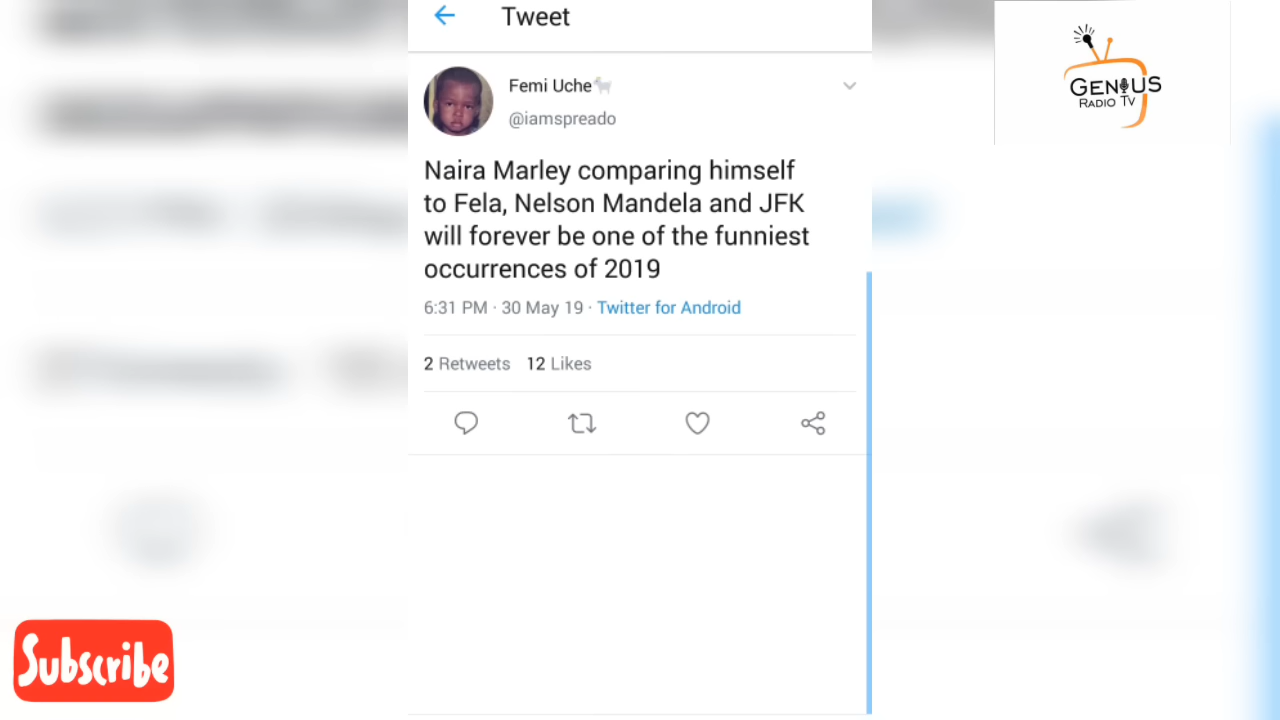 Tweet
Femi Uche🐐
@iamspreado
Naira Marley comparing himself
to Fela, Nelson Mandela and JFK
will forever be one of the funniest
occurrences of 2019
6:31 PM · 30 May 19 · Twitter for Android
2 Retweets 12 Likes
GENIUS
RADIO TV
Subscribe